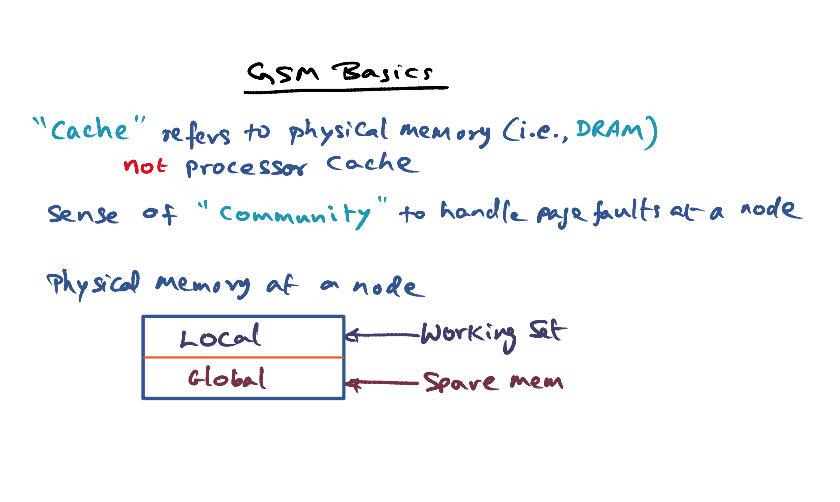 GSM Basics
"Cache" refers to physical memory (i.e., DRAM)
not processor cache
Sense of "Community" to handle page faults at a node
Physical memory at a node
Local
Working Set
Global
Spare mem